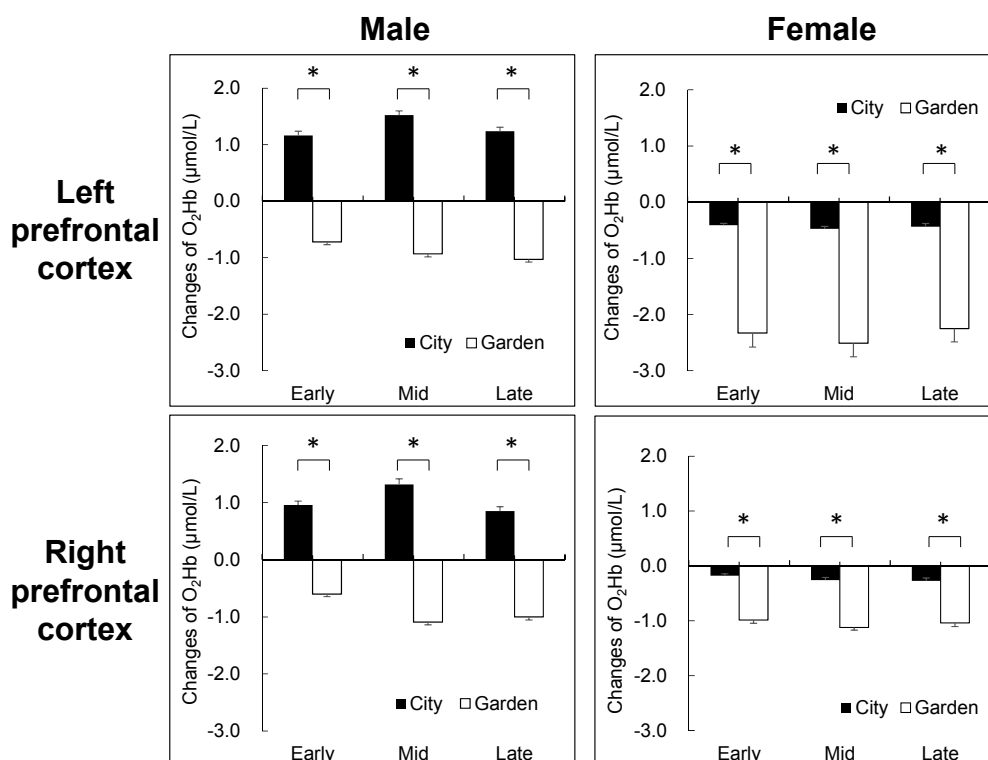 Male
Female
Left
prefrontal
cortex
Changes of O₂Hb (µmol/L)
2.0
1.0
0.0
-1.0
-2.0
-3.0
* * *
City Garden
Early Mid Late
Changes of O₂Hb (µmol/L)
2.0
1.0
0.0
-1.0
-2.0
-3.0
City Garden
* * *
Early Mid Late
Right
prefrontal
cortex
Changes of O₂Hb (µmol/L)
2.0
1.0
0.0
-1.0
-2.0
-3.0
* * *
City Garden
Early Mid Late
Changes of O₂Hb (µmol/L)
2.0
1.0
0.0
-1.0
-2.0
-3.0
* * *
City Garden
Early Mid Late